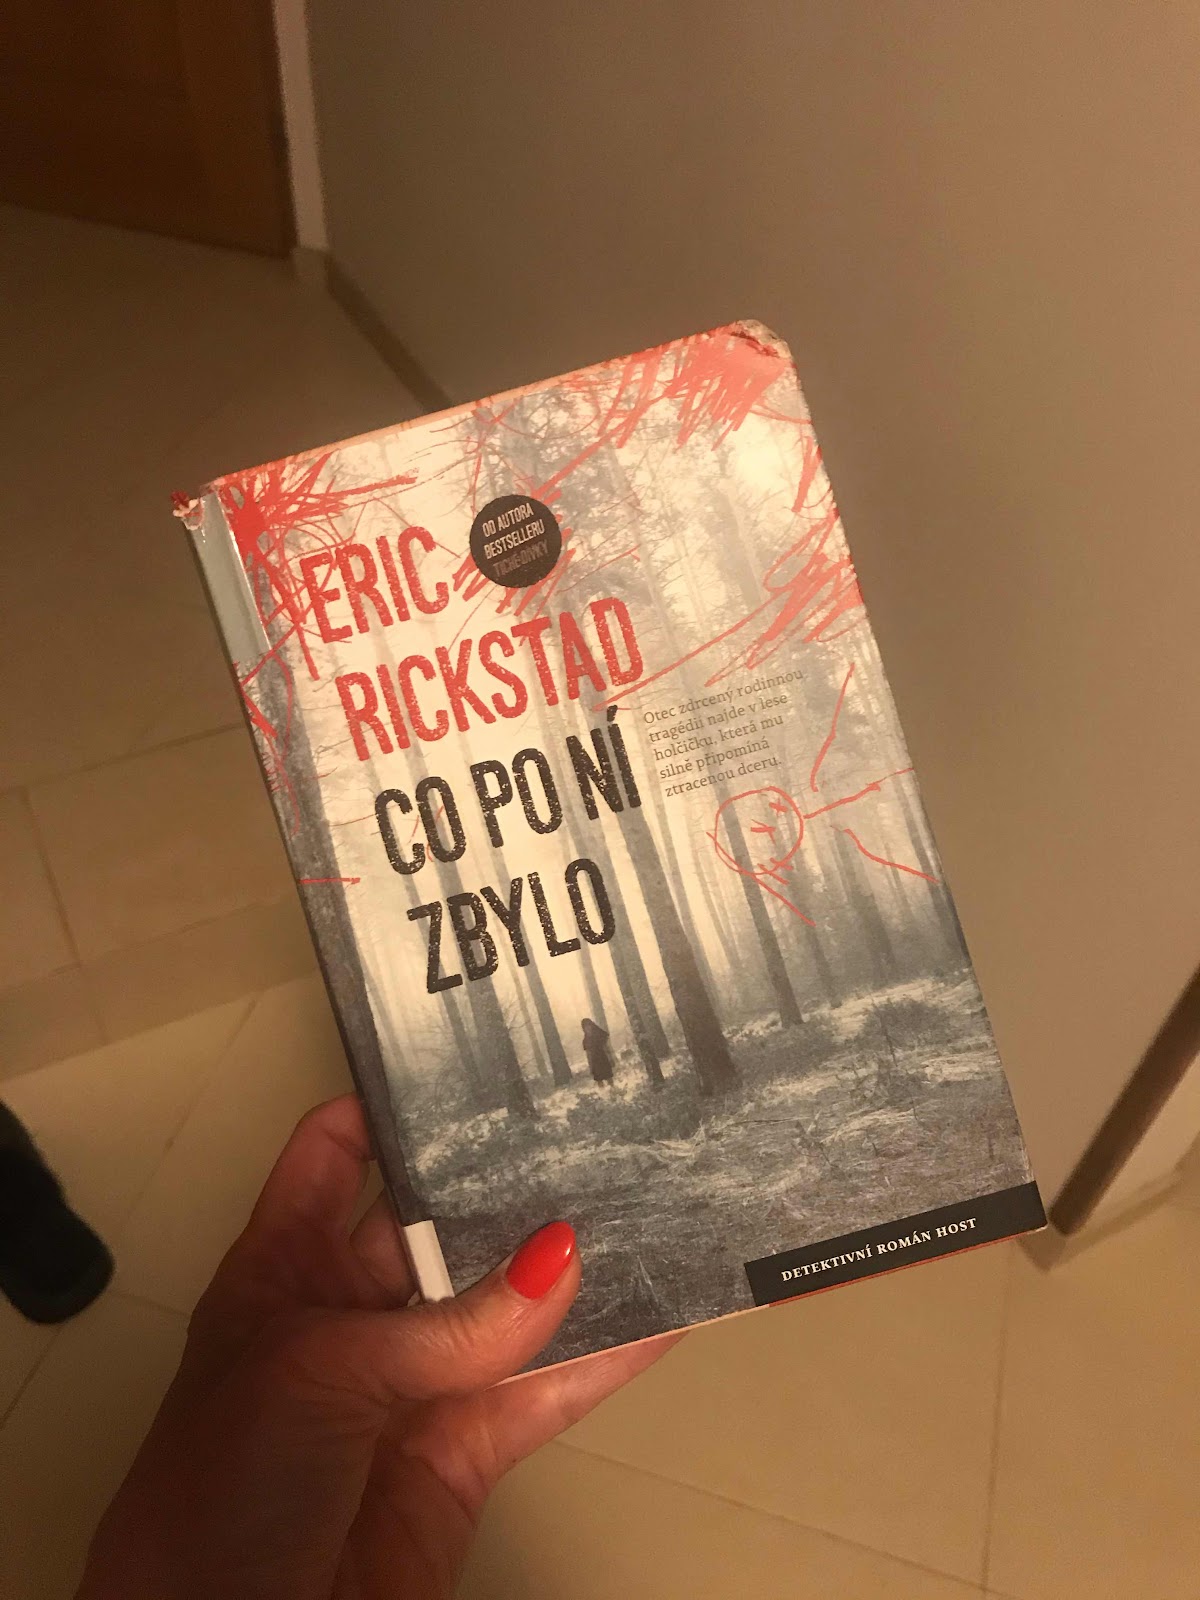 OD AUTORA
BESTSELLERU
TICHÉ DÍVKY
ERIC
RICKSTAD
CO PO NÍ
ZBYLO
Otec zdrcený rodinnou
tragédií najde v lese
holčičku, která mu
silně připomíná
ztracenou dceru.
DETEKTIVNÍ ROMÁN HOST